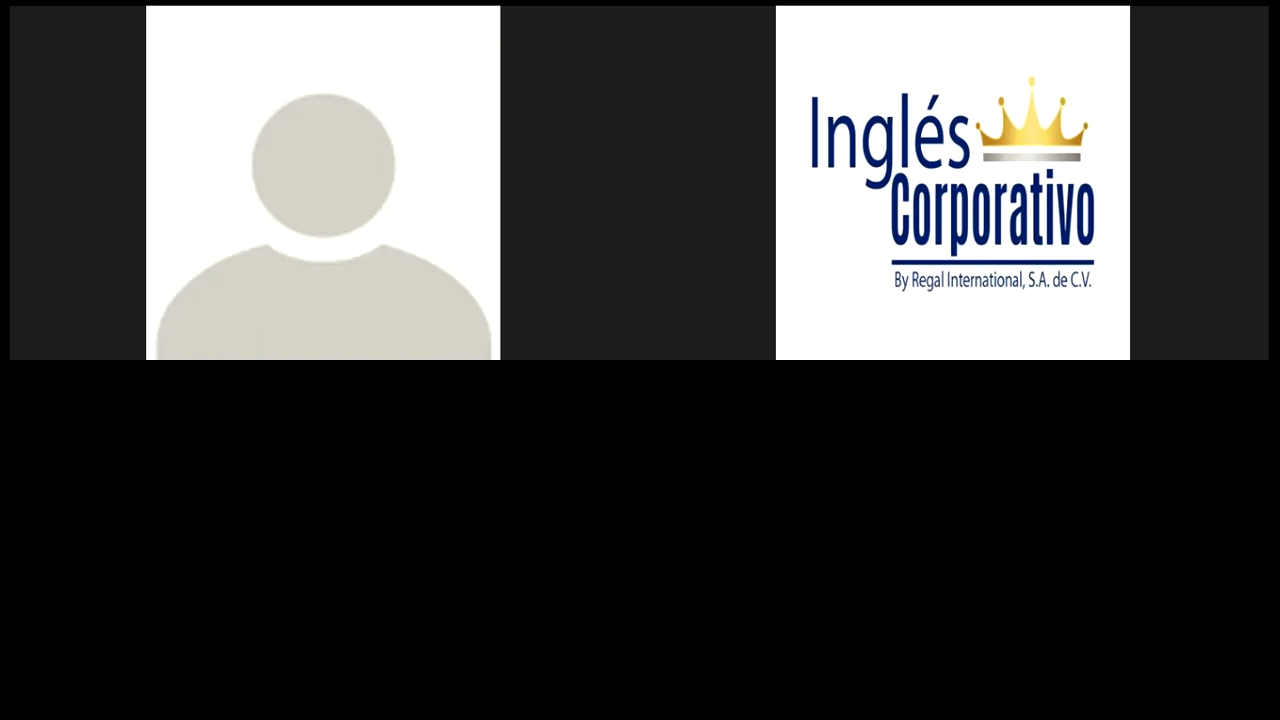 Inglés
Corporativo
By Regal International, S.A. de C.V.